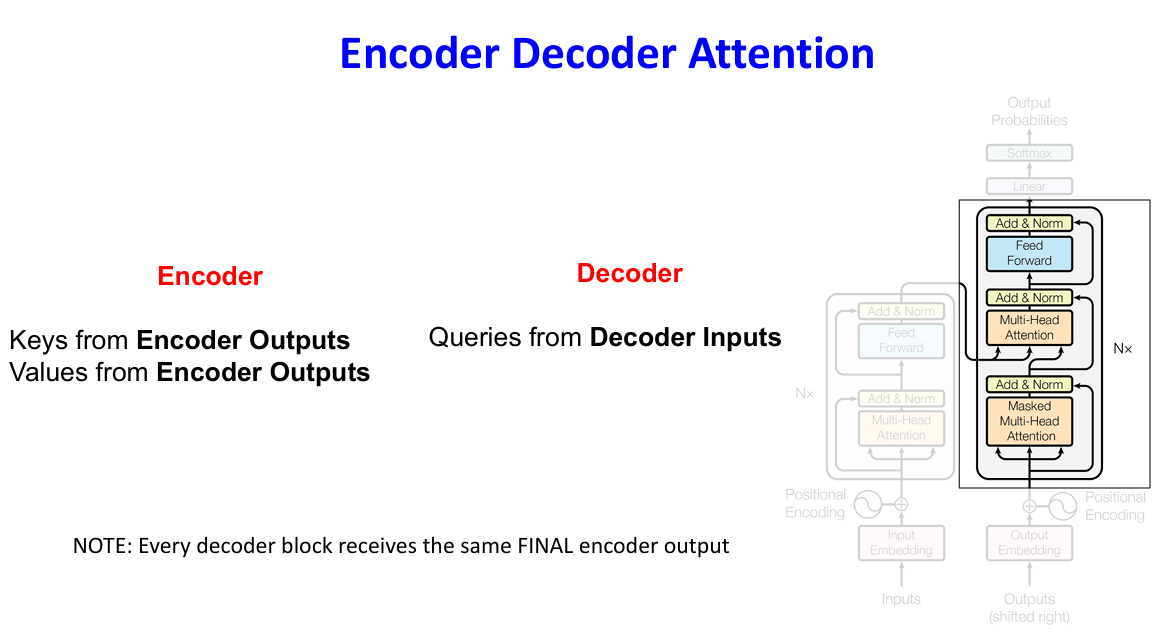 Encoder Decoder Attention
Encoder
Keys from Encoder Outputs
Values from Encoder Outputs
Decoder
Queries from Decoder Inputs
NOTE: Every decoder block receives the same FINAL encoder output
Output
Probabilities
Softmax
Linear
Add & Norm
Feed
Forward
Add & Norm
Multi-Head
Attention
N×
Add & Norm
Masked
Multi-Head
Attention
Add & Norm
Feed
Forward
N×
Add & Norm
Multi-Head
Attention
Positional
Encoding
Positional
Encoding
Input
Embedding
Output
Embedding
Inputs
Outputs
(shifted right)